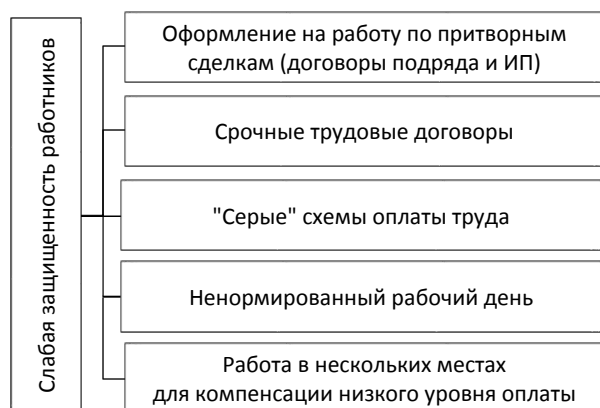 Слабая защищенность работников
Оформление на работу по притворным
сделкам (договоры подряда и ИП)
Срочные трудовые договоры
"Серые" схемы оплаты труда
Ненормированный рабочий день
Работа в нескольких местах
для компенсации низкого уровня оплаты